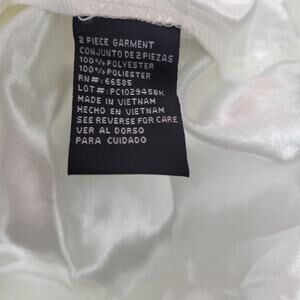 2 PIECE GARMENT
CONJUNTO DE 2 PIEZAS
100% POLYESTER
100% POLIESTER
RN#: 66585
LOT#: PC1029458K
MADE IN VIETNAM
HECHO EN VIETNAM
SEE REVERSE FOR CARE
VER AL DORSO
PARA CUIDADO